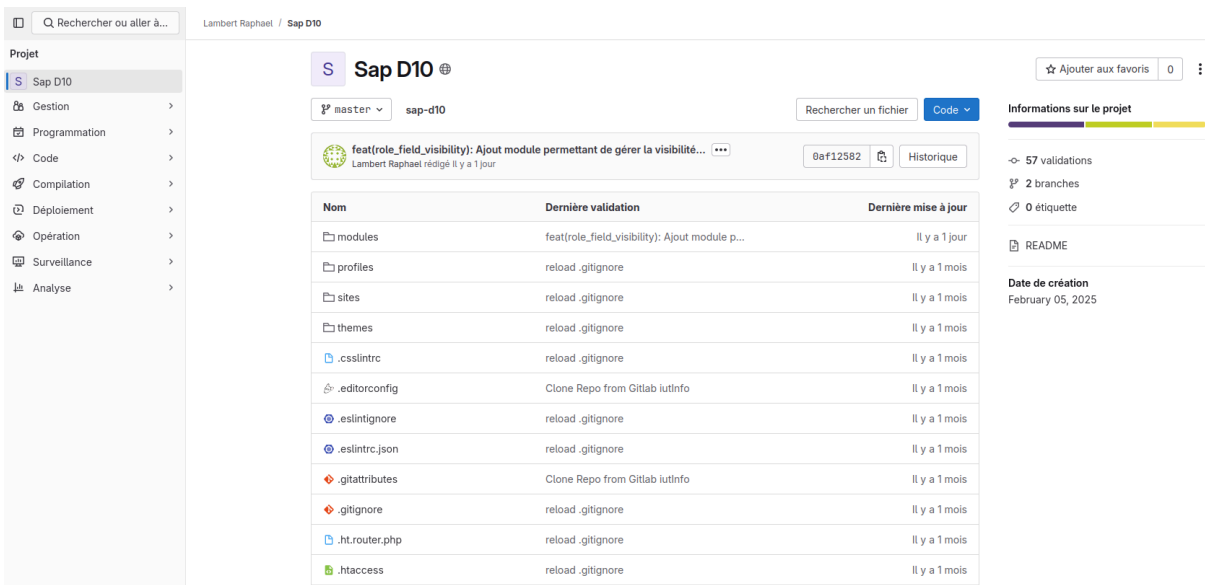 Rechercher ou aller à...
Lambert Raphael / Sap D10
Projet
S Sap D10
Gestion
Programmation
Code
Compilation
Déploiement
Opération
Surveillance
Analyse
S Sap D10
Ajouter aux favoris 0
master sap-d10
Rechercher un fichier Code
feat(role_field_visibility): Ajout module permettant de gérer la visibilité...
Lambert Raphael rédigé Il y a 1 jour
0af12582 Historique
Nom Dernière validation Dernière mise à jour
modules feat(role_field_visibility): Ajout module p... Il y a 1 jour
profiles reload .gitignore Il y a 1 mois
sites reload .gitignore Il y a 1 mois
themes reload .gitignore Il y a 1 mois
.csslintrc reload .gitignore Il y a 1 mois
.editorconfig Clone Repo from Gitlab iutInfo Il y a 1 mois
.eslintignore reload .gitignore Il y a 1 mois
.eslintrc.json reload .gitignore Il y a 1 mois
.gitattributes Clone Repo from Gitlab iutInfo Il y a 1 mois
.gitignore reload .gitignore Il y a 1 mois
.ht.router.php reload .gitignore Il y a 1 mois
.htaccess reload .gitignore Il y a 1 mois
Informations sur le projet
57 validations
2 branches
0 étiquette
README
Date de création
February 05, 2025